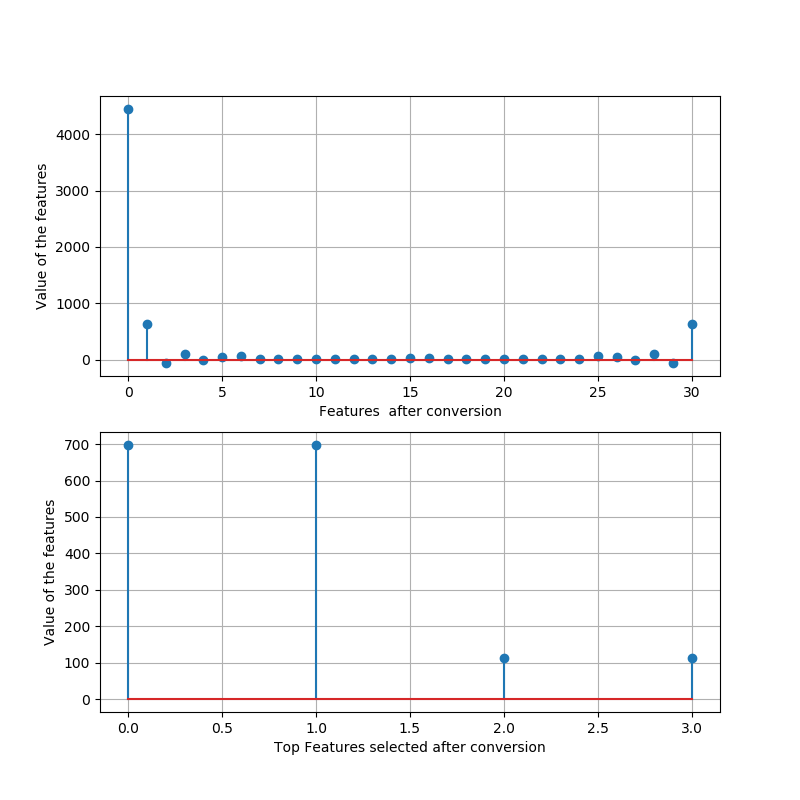 4000
3000
2000
1000
0
Value of the features
0 5 10 15 20 25 30
Features  after conversion
700
600
500
400
300
200
100
0
Value of the features
0.0 0.5 1.0 1.5 2.0 2.5 3.0
Top Features selected after conversion